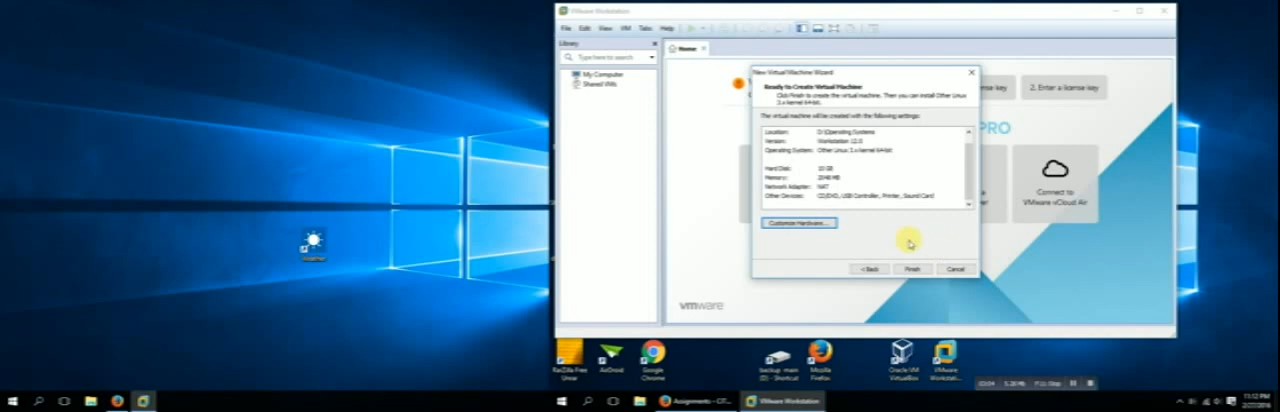 VMware Workstation
File Edit View VM Tabs Help
Library
Type here to search
My Computer
Shared VMs
Home
New Virtual Machine Wizard
Ready to Create Virtual Machine
Click Finish to create the virtual machine. Then you can install Other Linux
3.x kernel 64-bit.
The virtual machine will be created with the following settings:
Location: D:\Operating Systems
Version: Workstation 12.0
Operating System: Other Linux 3.x kernel 64-bit
Hard Disk: 10 GB
Memory: 2048 MB
Network Adapter: NAT
Other Devices: CD/DVD, USB Controller, Printer, Sound Card
Customize Hardware...
< Back Finish Cancel
nse key
2. Enter a license key
PRO
Connect to
VMware vCloud Air
vmware
AirDroid
Google
Chrome
backup main
(D) - Shortcut
Mozilla
Firefox
Oracle VM
VirtualBox
VMware
Workstati...
Assignments - CIT...
VMware Workstation
11:12 PM